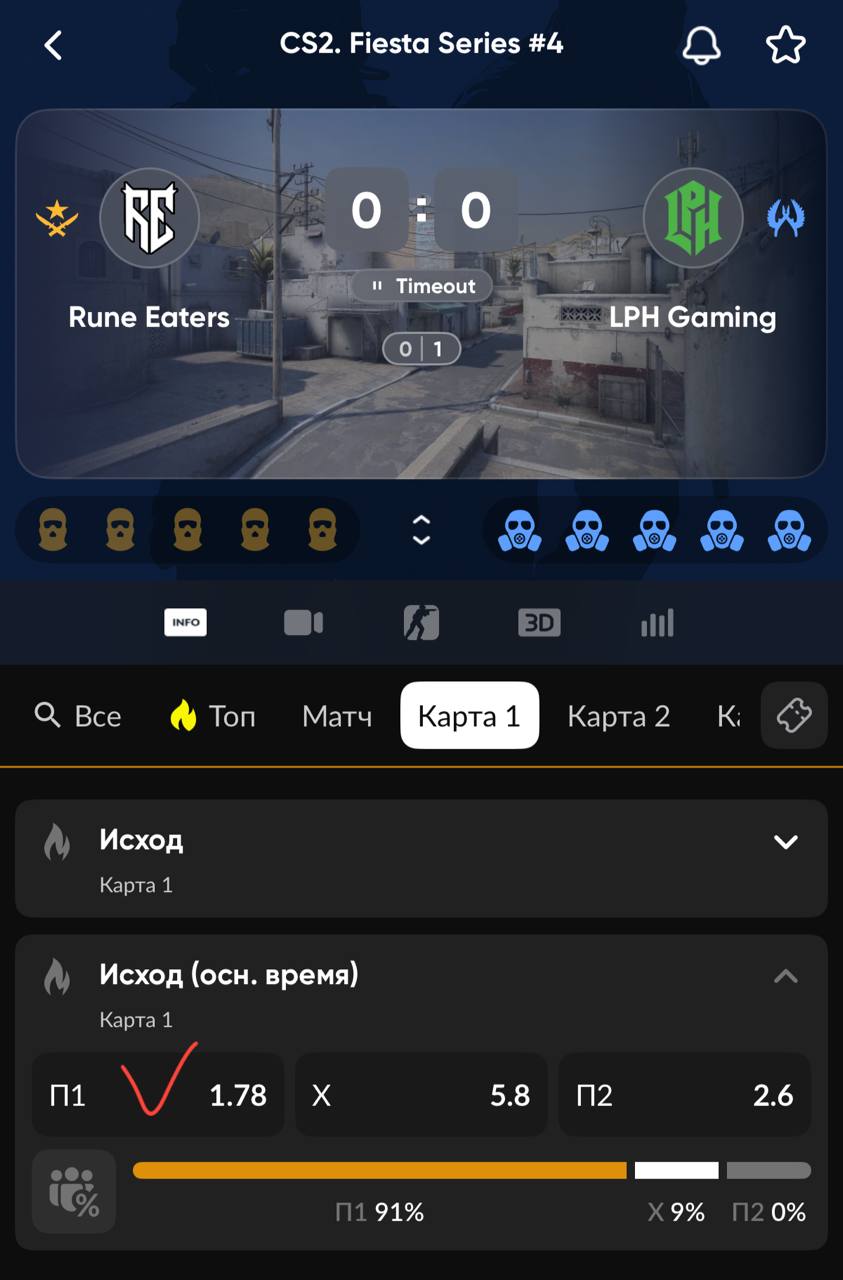 CS2. Fiesta Series #4
RE
0 : 0
LPH
Timeout
Rune Eaters
LPH Gaming
0 | 1
INFO
3D
Все
Топ
Матч
Карта 1
Карта 2
Исход
Карта 1
Исход (осн. время)
Карта 1
П1 1.78
X 5.8
П2 2.6
%
П1 91%
X 9%
П2 0%